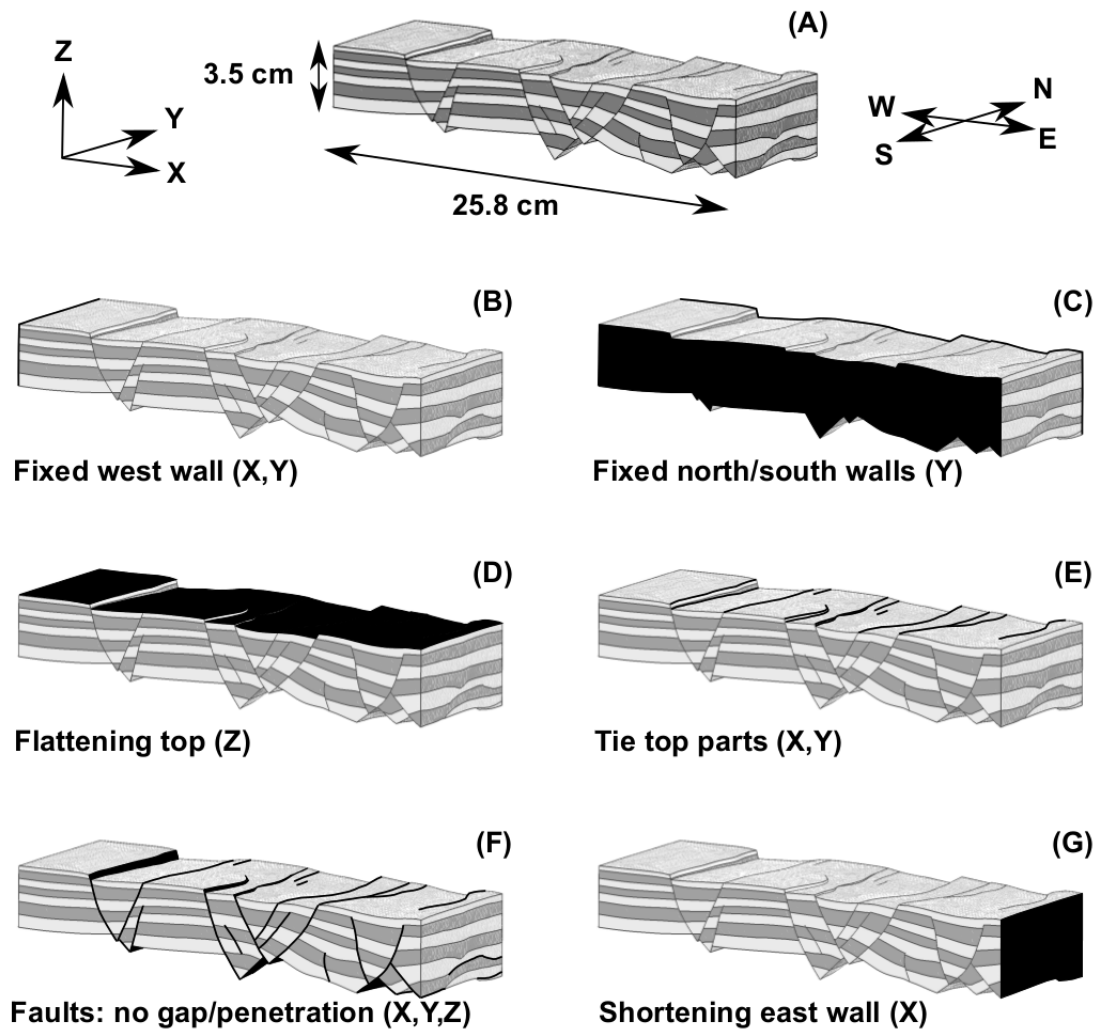 (A)
Z
Y
X
3.5 cm
25.8 cm
N
W
E
S
(B)
Fixed west wall (X,Y)
(C)
Fixed north/south walls (Y)
(D)
Flattening top (Z)
(E)
Tie top parts (X,Y)
(F)
Faults: no gap/penetration (X,Y,Z)
(G)
Shortening east wall (X)